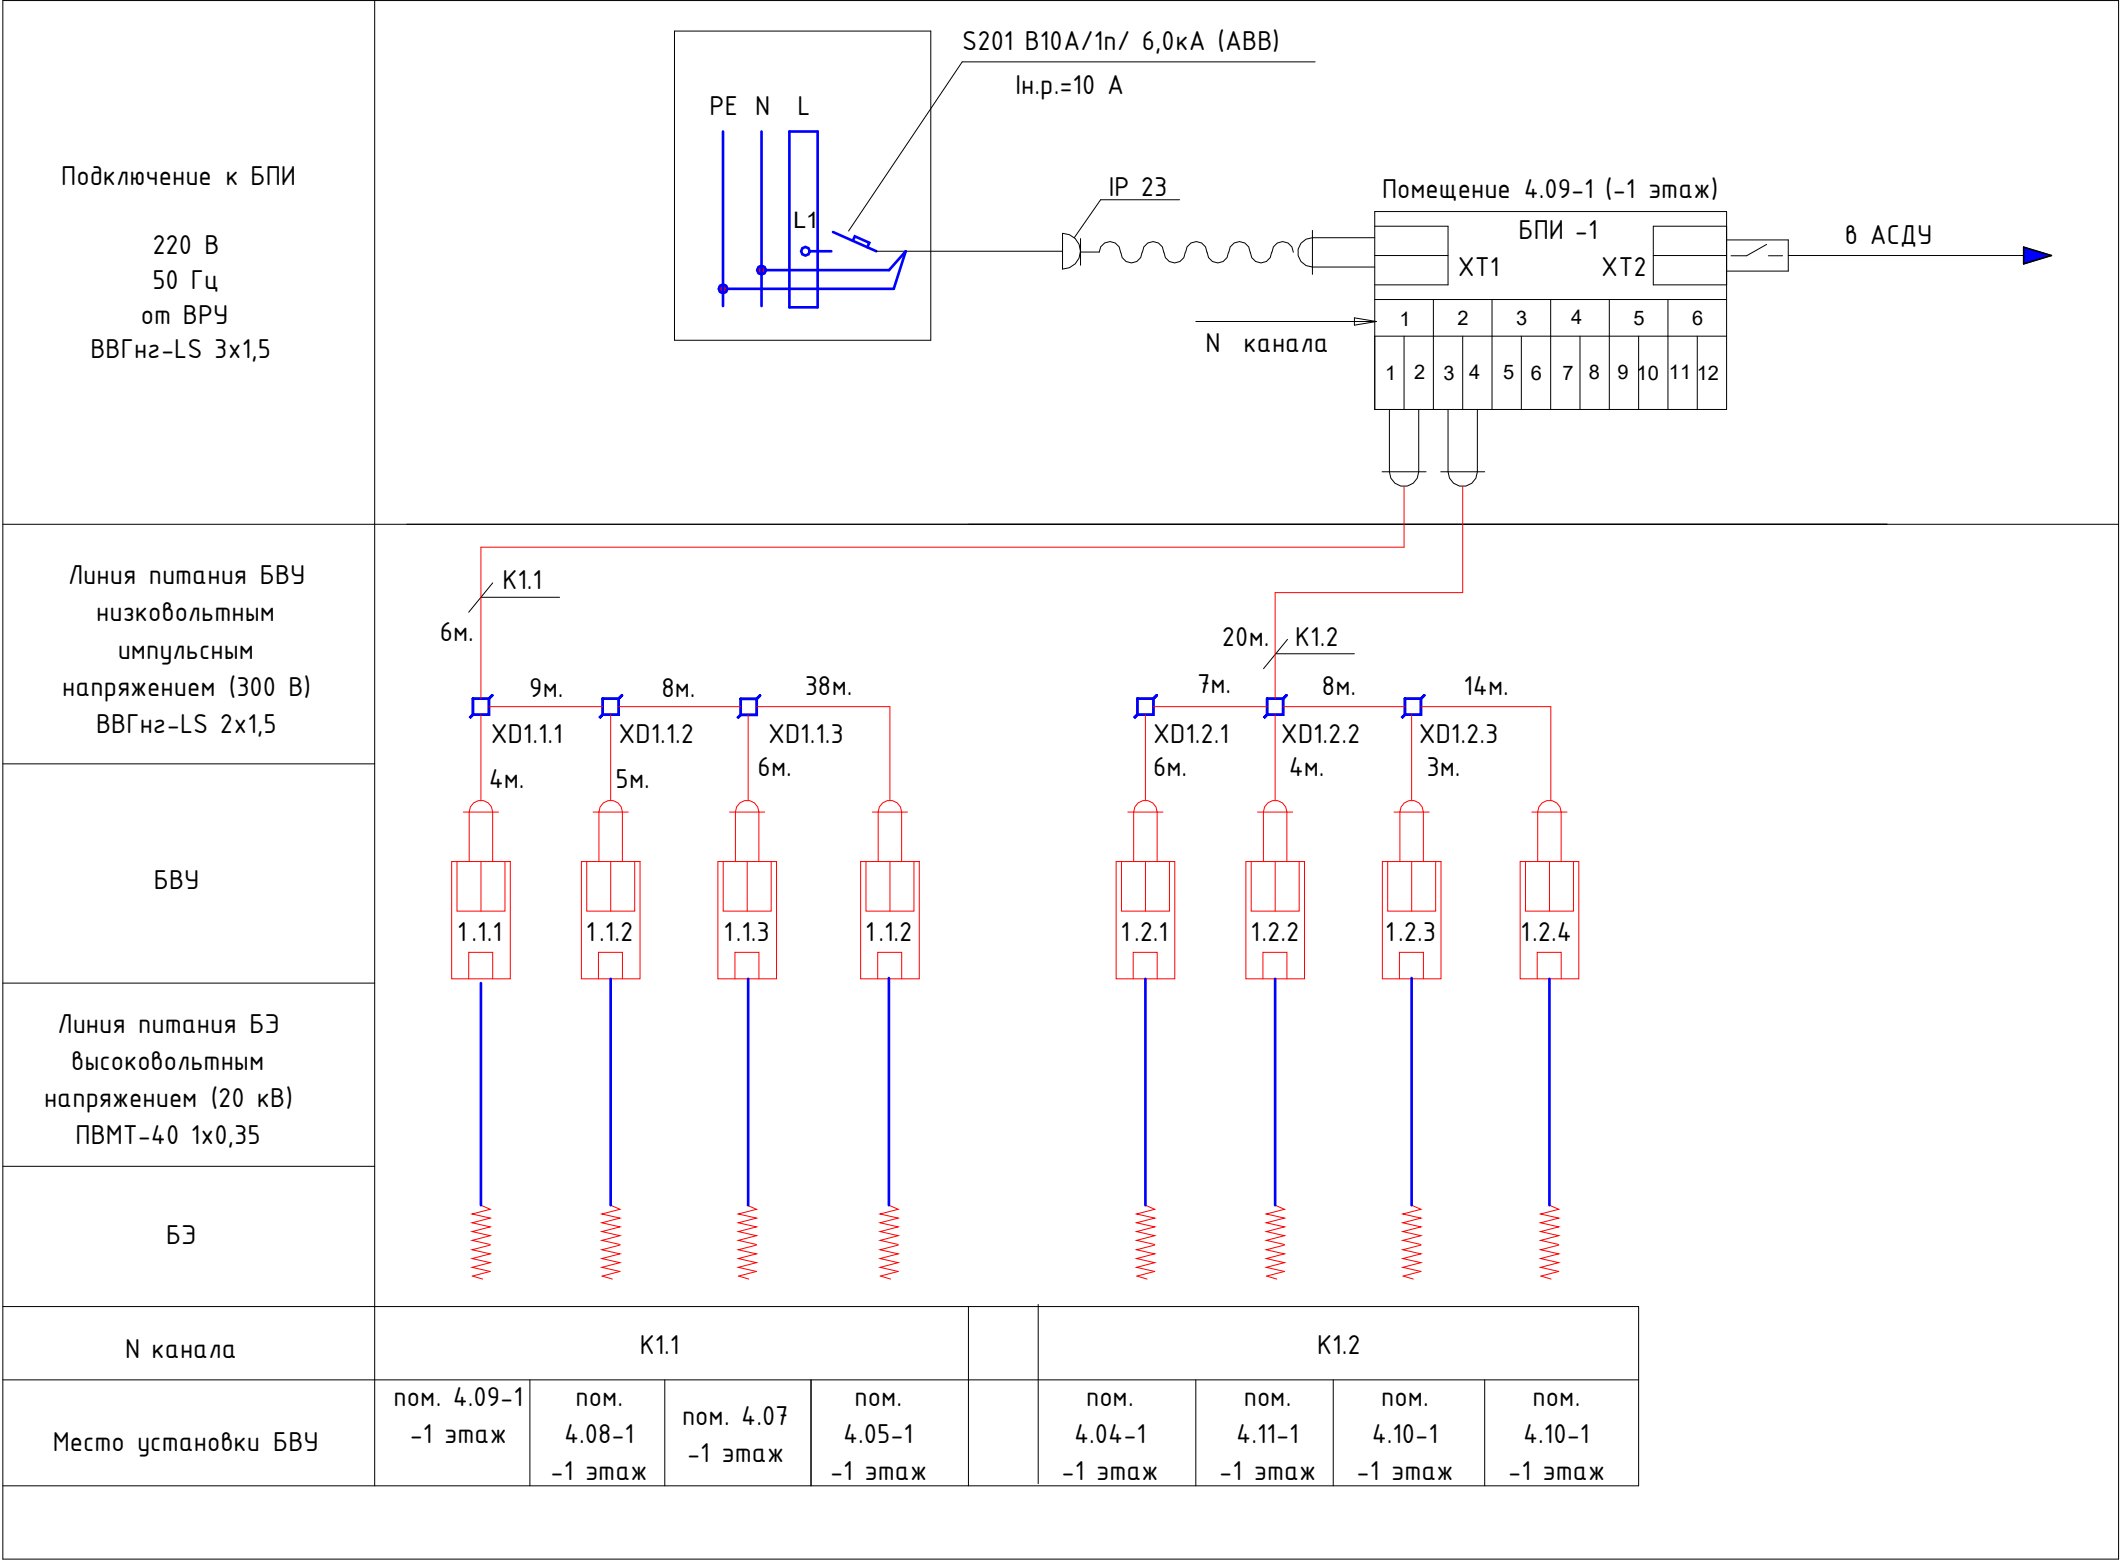 S201 B10A/1п/ 6,0кА (АВВ)
Iн.р.=10 А
PE N L
L1
IP 23
Помещение 4.09-1 (-1 этаж)
БПИ -1
XT1
XT2
в АСДУ
N канала
1 2 3 4 5 6
1 2 3 4 5 6 7 8 9 10 11 12
Подключение к БПИ
220 В
50 Гц
от ВРУ
ВВГнг-LS 3х1,5
Линия питания БВУ
низковольтным
импульсным
напряжением (300 В)
ВВГнг-LS 2х1,5
К1.1
6м.
20м.
К1.2
9м.
8м.
38м.
7м.
8м.
14м.
XD1.1.1
XD1.1.2
XD1.1.3
XD1.2.1
XD1.2.2
XD1.2.3
4м.
5м.
6м.
6м.
4м.
3м.
БВУ
1.1.1
1.1.2
1.1.3
1.1.2
1.2.1
1.2.2
1.2.3
1.2.4
Линия питания БЭ
высоковольтным
напряжением (20 кВ)
ПВМТ-40 1х0,35
БЭ
N канала
К1.1
К1.2
Место установки БВУ
пом. 4.09-1
-1 этаж
пом.
4.08-1
-1 этаж
пом. 4.07
-1 этаж
пом.
4.05-1
-1 этаж
пом.
4.04-1
-1 этаж
пом.
4.11-1
-1 этаж
пом.
4.10-1
-1 этаж
пом.
4.10-1
-1 этаж